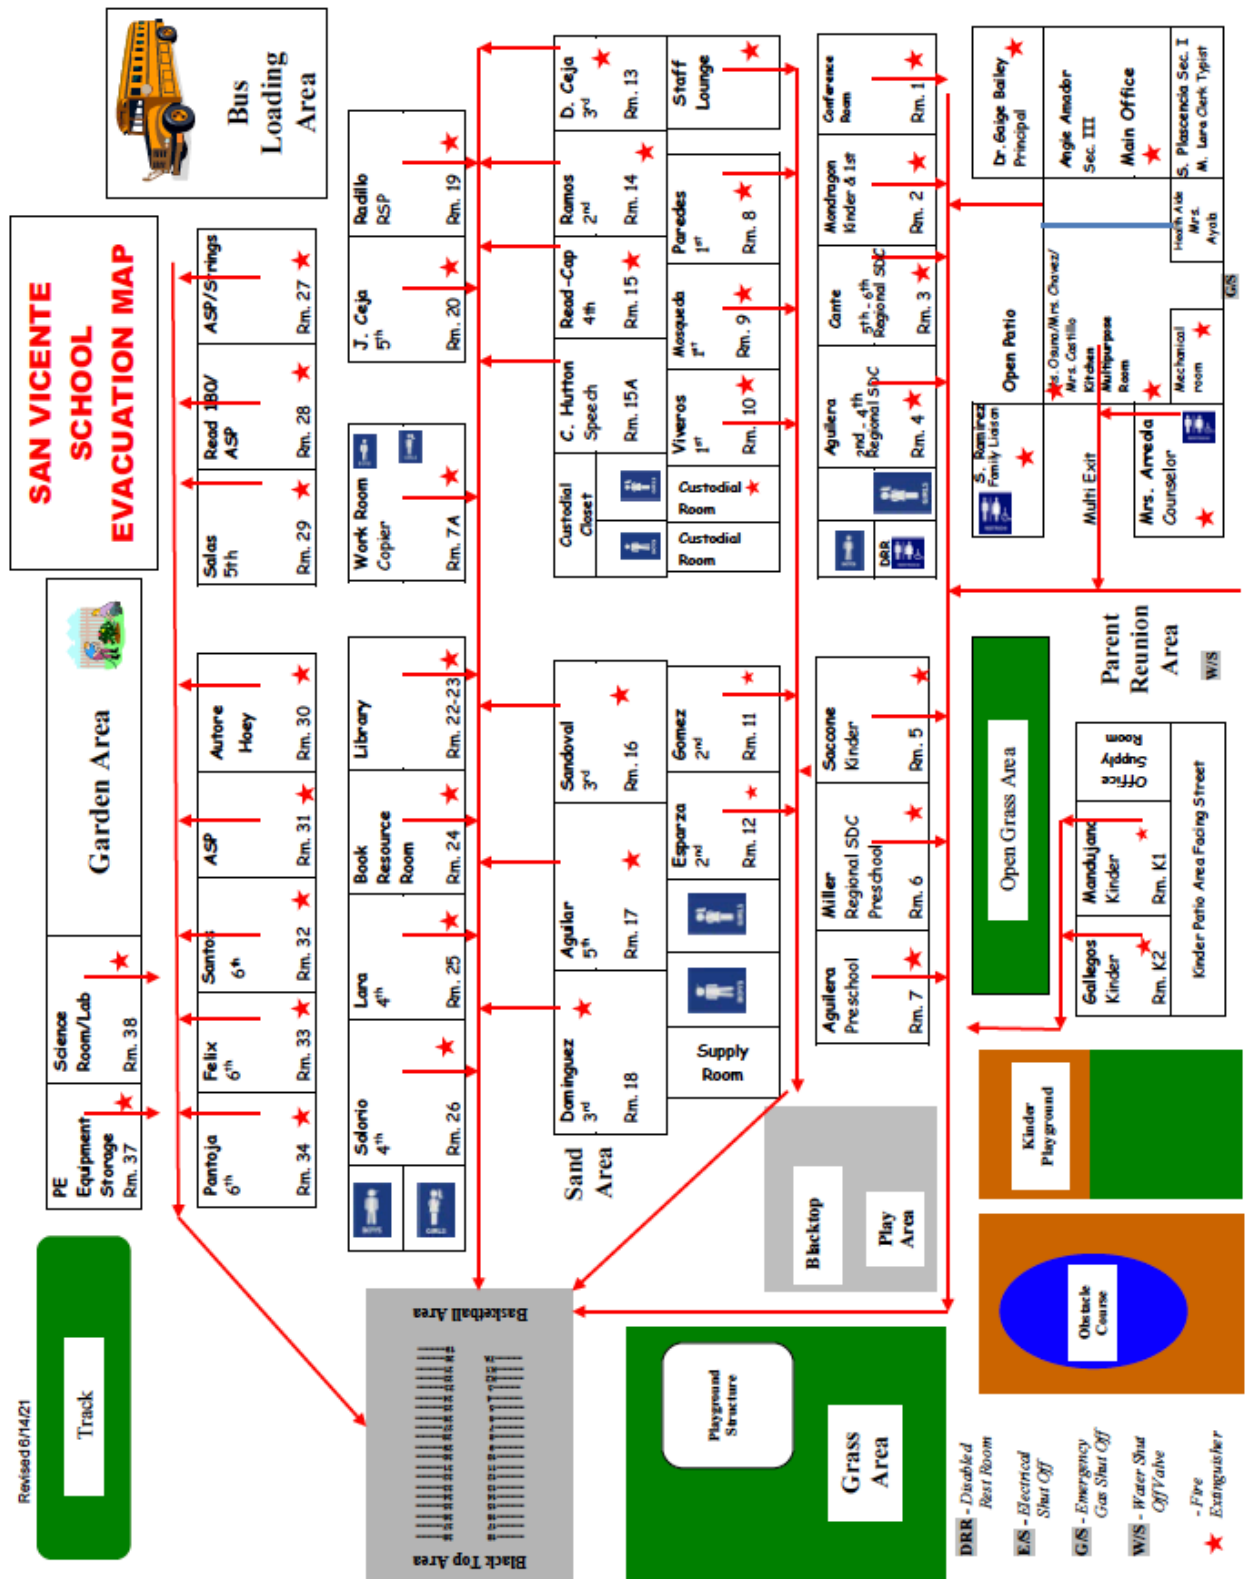 Revised 6/14/21
SAN VICENTE
SCHOOL
EVACUATION MAP
Bus
Loading
Area
Track
PE
Equipment
Storage
Rm. 37
Science
Room/Lab
Rm. 38
Garden Area
Pantoja
6th
Rm. 34
Felix
6th
Rm. 33
Santos
6th
Rm. 32
ASP
Rm. 31
Autore
Hoey
Rm. 30
Salas
5th
Rm. 29
Read 180/
ASP
Rm. 28
ASP/Strings
Rm. 27
BOYS
GIRLS
Solorio
4th
Rm. 26
Lara
4th
Rm. 25
Book
Resource
Room
Rm. 24
Library
Rm. 22-23
Work Room
Copier
Rm. 7A
J. Ceja
5th
Rm. 20
Radillo
RSP
Rm. 19
Basketball Area
Black Top Area
Sand
Area
Dominguez
3rd
Rm. 18
Aguilar
5th
Rm. 17
Sandoval
3rd
Rm. 16
Custodial
Closet
C. Hutton
Speech
Rm. 15A
Read-Cap
4th
Rm. 15
Ramos
2nd
Rm. 14
D. Ceja
3rd
Rm. 13
Supply
Room
BOYS
GIRLS
Esparza
2nd
Rm. 12
Gomez
2nd
Rm. 11
Custodial
Room
Custodial
Room
Viveros
1st
Rm. 10
Mosqueda
1st
Rm. 9
Paredes
1st
Rm. 8
Staff
Lounge
Blacktop
Play
Area
Aguilera
Preschool
Rm. 7
Miller
Regional SDC
Preschool
Rm. 6
Saccone
Kinder
Rm. 5
DRR
GIRLS
Aguilera
2nd - 4th
Regional SDC
Rm. 4
Cante
5th - 6th
Regional SDC
Rm. 3
Mondragon
Kinder & 1st
Rm. 2
Conference
Room
Rm. 1
Playground
Structure
Grass
Area
Obstacle
Course
Kinder
Playground
Open Grass Area
Gallegos
Kinder
Rm. K2
Mandujano
Kinder
Rm. K1
Office
Supply
Room
Kinder Patio Area Facing Street
Parent
Reunion
Area
W/S
S. Ramirez
Family Liaison
Multi Exit
Mrs. Arreola
Counselor
Open Patio
Ms. Osuna/Mrs. Chavez/
Mrs. Castillo
Kitchen
Multipurpose
Room
Mechanical
room
G/S
Health Aide
Mrs.
Ayala
Dr. Gaige Bailey
Principal
Angie Amador
Sec. III
Main Office
S. Plascencia Sec. I
M. Lara Clerk Typist
DRR - Disabled
Rest Room
E/S - Electrical
Shut Off
G/S - Emergency
Gas Shut Off
W/S - Water Shut
Off Valve
- Fire
Extinguisher